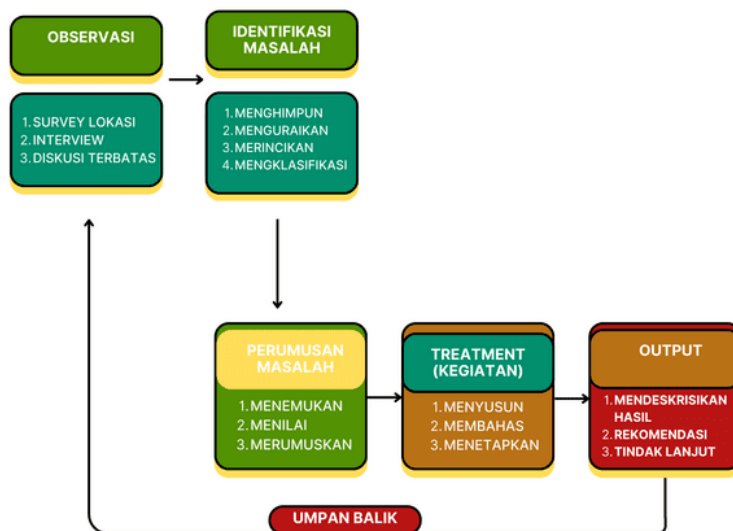 OBSERVASI
1. SURVEY LOKASI
2. INTERVIEW
3. DISKUSI TERBATAS
IDENTIFIKASI
MASALAH
1. MENGHIMPUN
2. MENGURAIKAN
3. MERINCIKAN
4. MENGKLASIFIKASI
PERUMUSAN
MASALAH
1. MENEMUKAN
2. MENILAI
3. MERUMUSKAN
TREATMENT
(KEGIATAN)
1. MENYUSUN
2. MEMBAHAS
3. MENETAPKAN
OUTPUT
1. MENDESKRISIKAN
HASIL
2. REKOMENDASI
3. TINDAK LANJUT
UMPAN BALIK